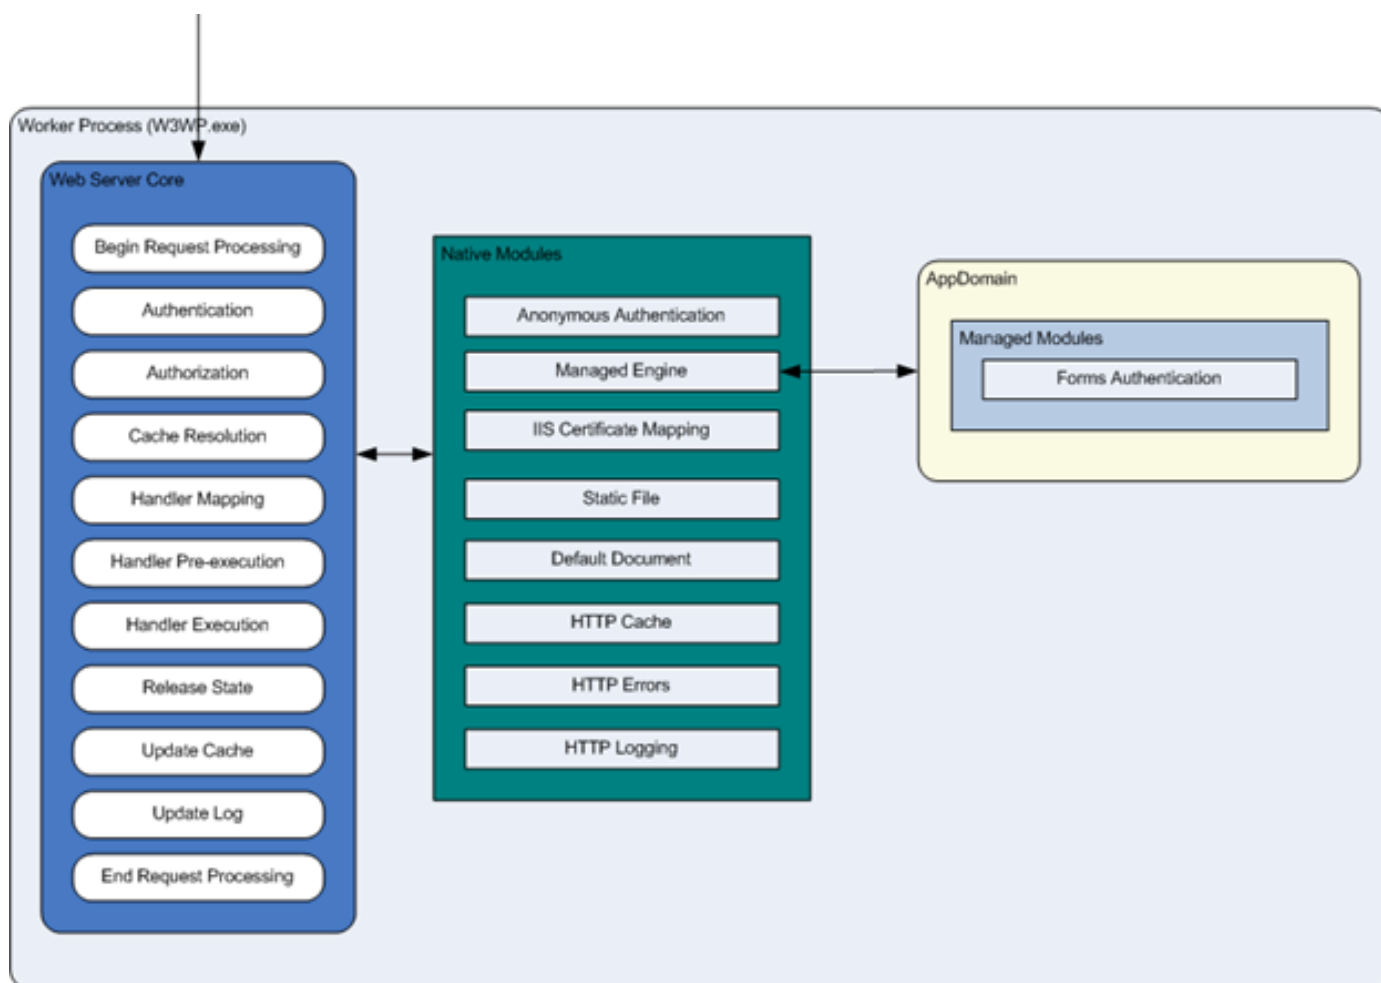 Worker Process (W3WP.exe)
Web Server Core
Begin Request Processing
Authentication
Authorization
Cache Resolution
Handler Mapping
Handler Pre-execution
Handler Execution
Release State
Update Cache
Update Log
End Request Processing
Native Modules
Anonymous Authentication
Managed Engine
IIS Certificate Mapping
Static File
Default Document
HTTP Cache
HTTP Errors
HTTP Logging
AppDomain
Managed Modules
Forms Authentication